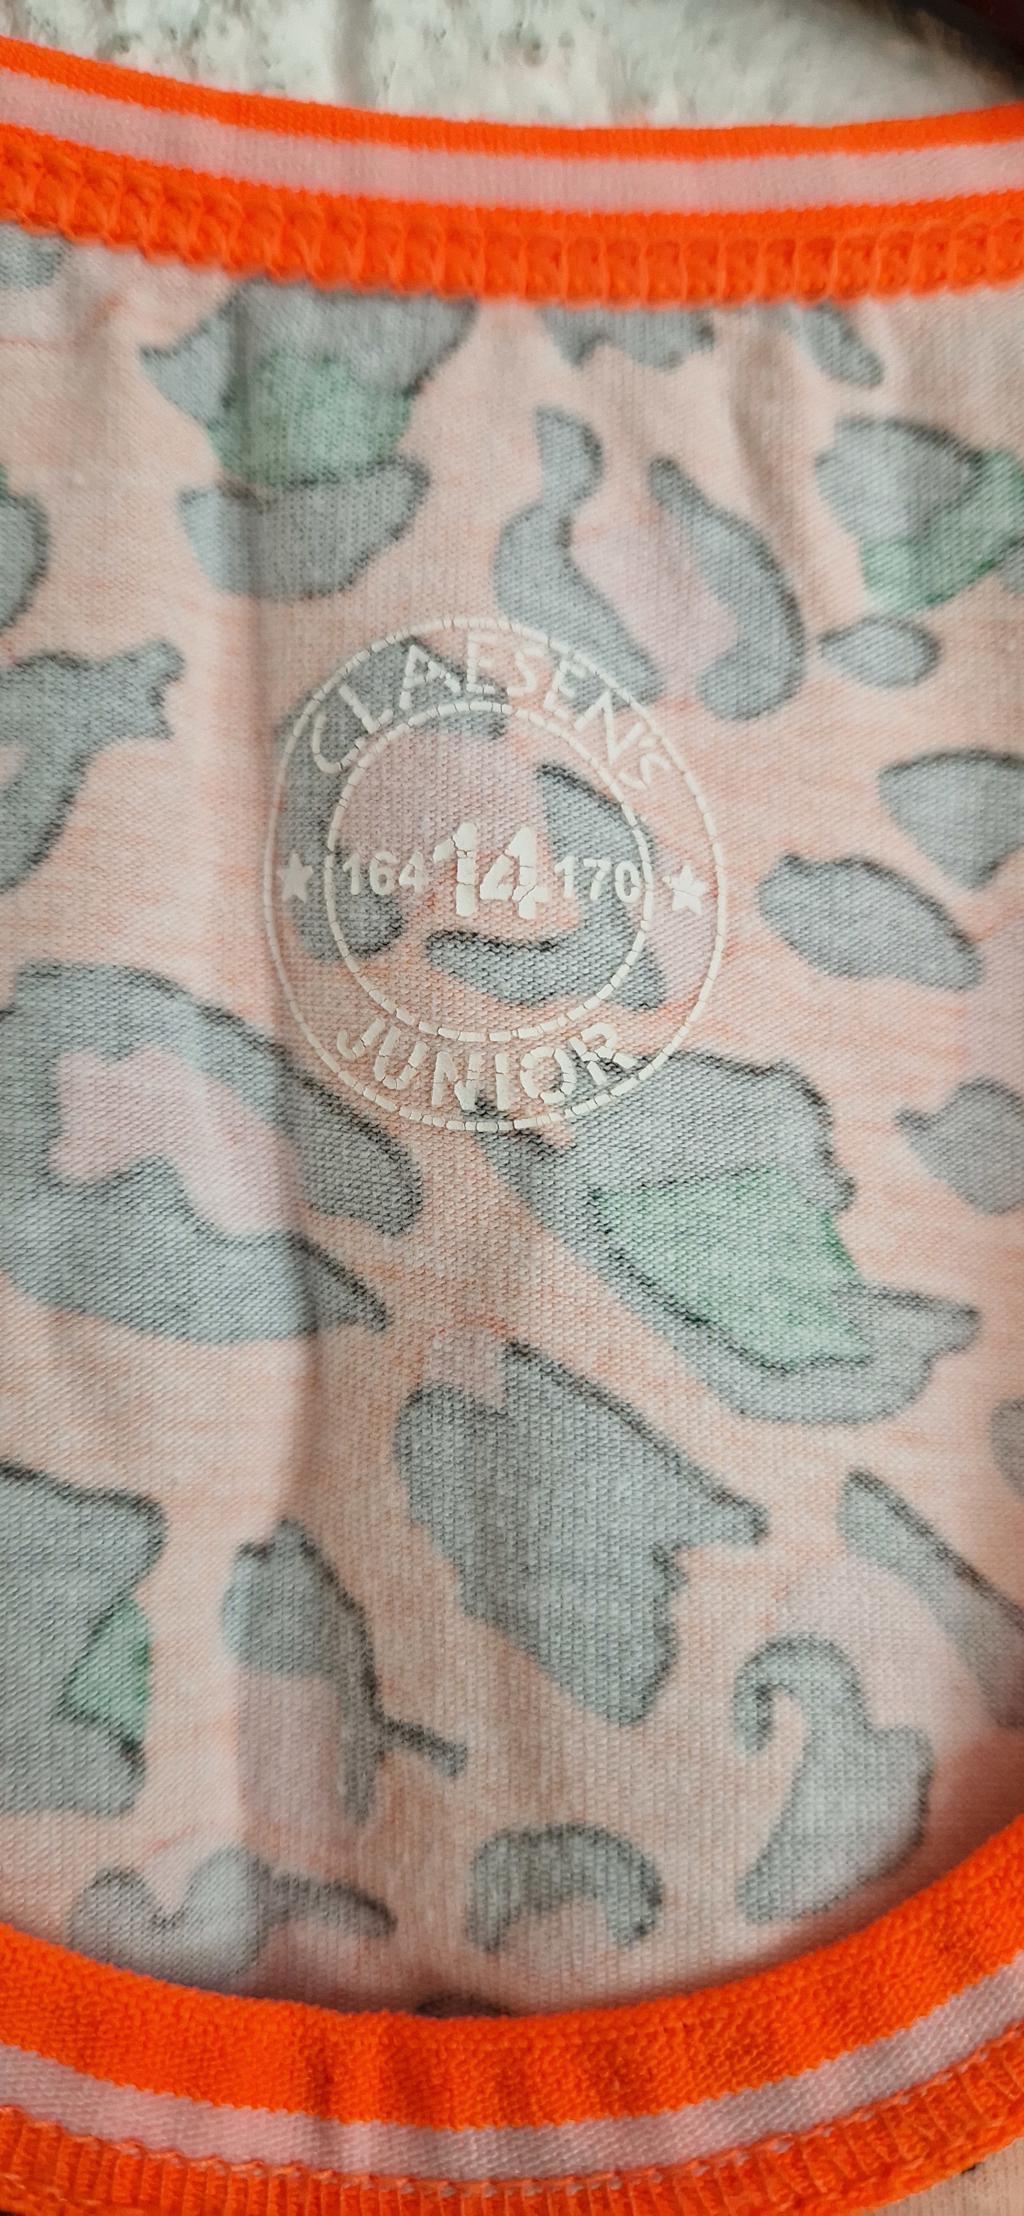 CLAESEN'S
164 14 170
JUNIOR